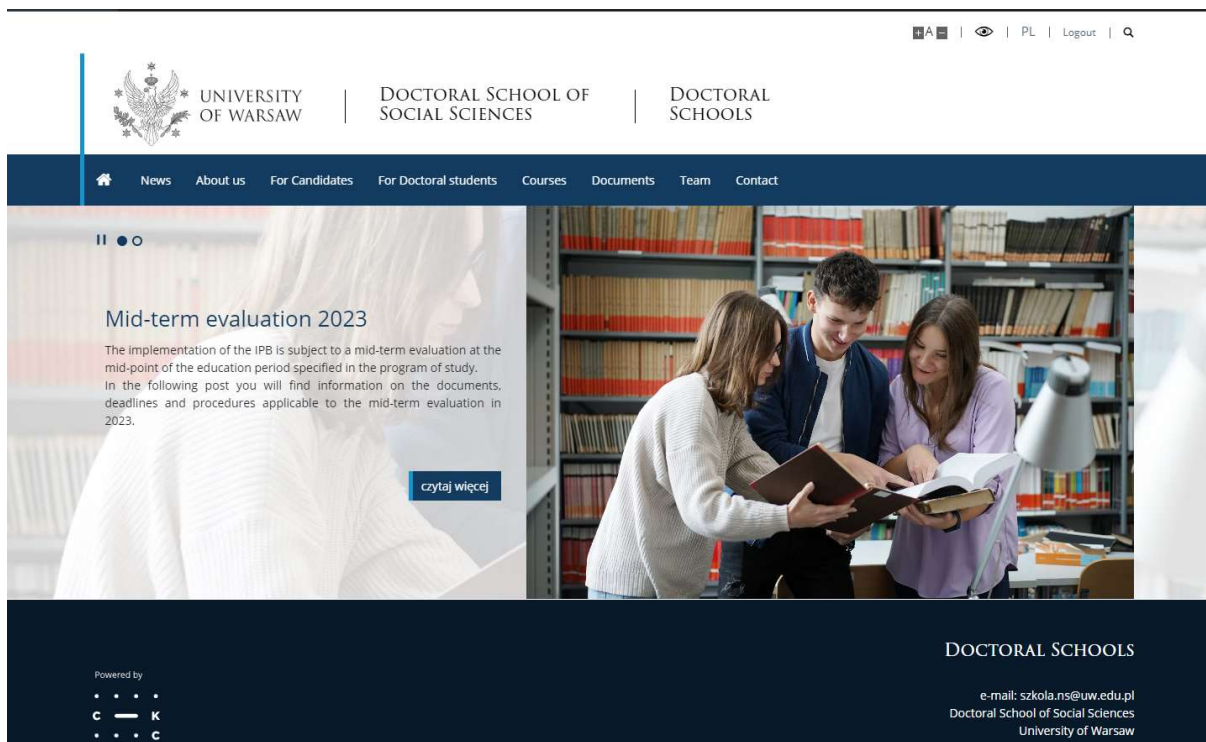 + A - | | PL | Logout |
UNIVERSITY
OF WARSAW
DOCTORAL SCHOOL OF
SOCIAL SCIENCES
DOCTORAL
SCHOOLS
News About us For Candidates For Doctoral students Courses Documents Team Contact
Mid-term evaluation 2023
The implementation of the IPB is subject to a mid-term evaluation at the
mid-point of the education period specified in the program of study.
In the following post you will find information on the documents,
deadlines and procedures applicable to the mid-term evaluation in
2023.
czytaj więcej
DOCTORAL SCHOOLS
Powered by
C K
C
e-mail: szkola.ns@uw.edu.pl
Doctoral School of Social Sciences
University of Warsaw